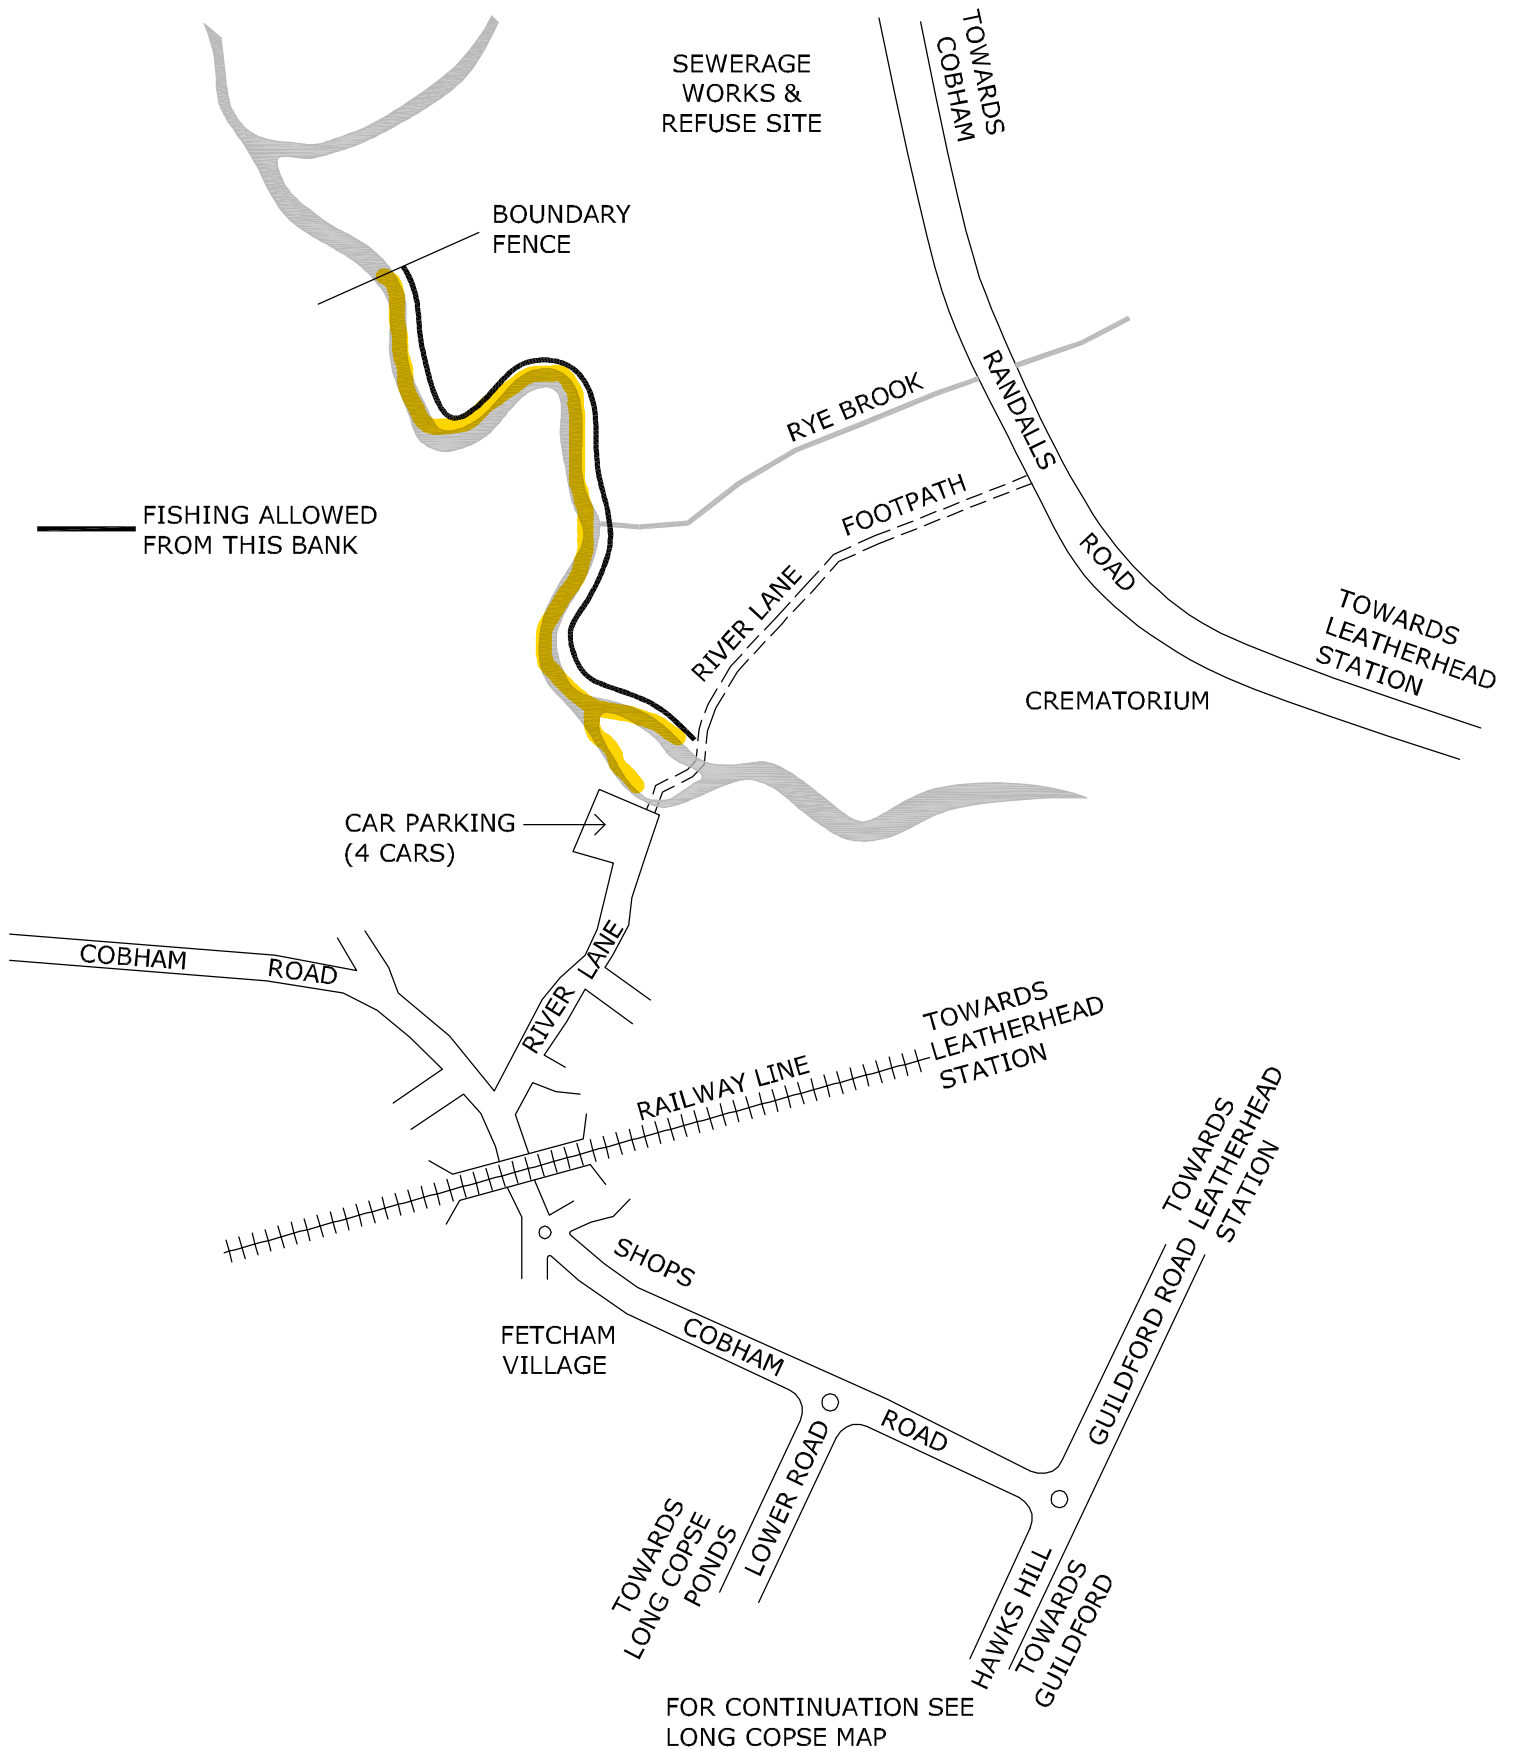 SEWERAGE
WORKS &
REFUSE SITE
TOWARDS
COBHAM
BOUNDARY
FENCE
RANDALLS
ROAD
RYE BROOK
FOOTPATH
FISHING ALLOWED
FROM THIS BANK
RIVER LANE
TOWARDS
LEATHERHEAD
STATION
CREMATORIUM
CAR PARKING
(4 CARS)
COBHAM ROAD
RIVER LANE
TOWARDS
LEATHERHEAD
STATION
RAILWAY LINE
TOWARDS
LEATHERHEAD
STATION
SHOPS
GUILDFORD ROAD
FETCHAM
VILLAGE
COBHAM
ROAD
LOWER ROAD
TOWARDS
LONG COPSE
PONDS
HAWKS HILL
TOWARDS
GUILDFORD
FOR CONTINUATION SEE
LONG COPSE MAP